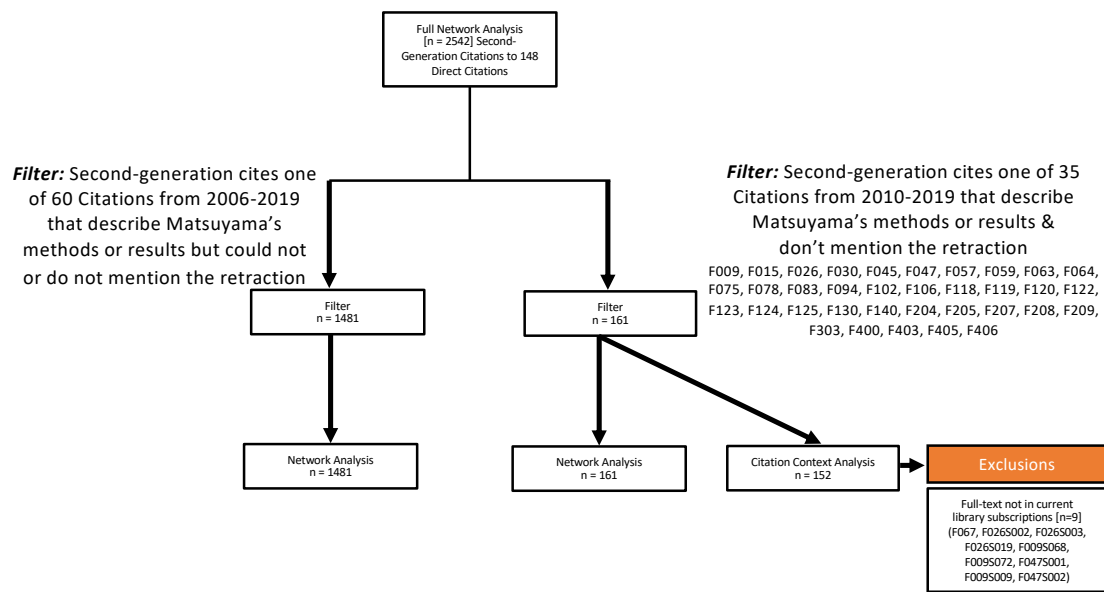 Full Network Analysis
[n = 2542] Second-
Generation Citations to 148
Direct Citations
Filter: Second-generation cites one
of 60 Citations from 2006-2019
that describe Matsuyama's
methods or results but could not
or do not mention the retraction
Filter: Second-generation cites one of 35
Citations from 2010-2019 that describe
Matsuyama's methods or results &
don't mention the retraction
F009, F015, F026, F030, F045, F047, F057, F059, F063, F064,
F075, F078, F083, F094, F102, F106, F118, F119, F120, F122,
F123, F124, F125, F130, F140, F204, F205, F207, F208, F209,
F303, F400, F403, F405, F406
Filter
n = 1481
Filter
n = 161
Network Analysis
n = 1481
Network Analysis
n = 161
Citation Context Analysis
n = 152
Exclusions
Full-text not in current
library subscriptions [n=9]
(F067, F026S002, F026S003,
F026S019, F009S068,
F009S072, F047S001,
F009S009, F047S002)